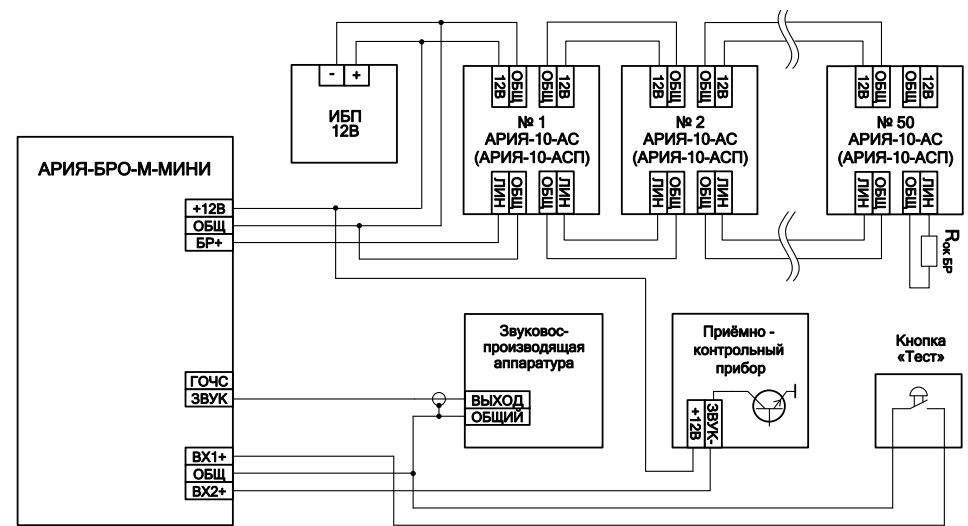 АРИЯ-БРО-М-МИНИ
+12В
ОБЩ
БР+
ГОЧС
ЗВУК
ВХ1+
ОБЩ
ВХ2+
- +
ИБП
12В
12В ОБЩ ОБЩ 12В
№ 1
АРИЯ-10-АС
(АРИЯ-10-АСП)
ЛИН ОБЩ ОБЩ ЛИН
12В ОБЩ ОБЩ 12В
№ 2
АРИЯ-10-АС
(АРИЯ-10-АСП)
ЛИН ОБЩ ОБЩ ЛИН
12В ОБЩ ОБЩ 12В
№ 50
АРИЯ-10-АС
(АРИЯ-10-АСП)
ЛИН ОБЩ ОБЩ ЛИН
Rок БР
Звуковос-
производящая
аппаратура
ВЫХОД
ОБЩИЙ
Приёмно -
контрольный
прибор
+12В ЗВУК-
Кнопка
«Тест»